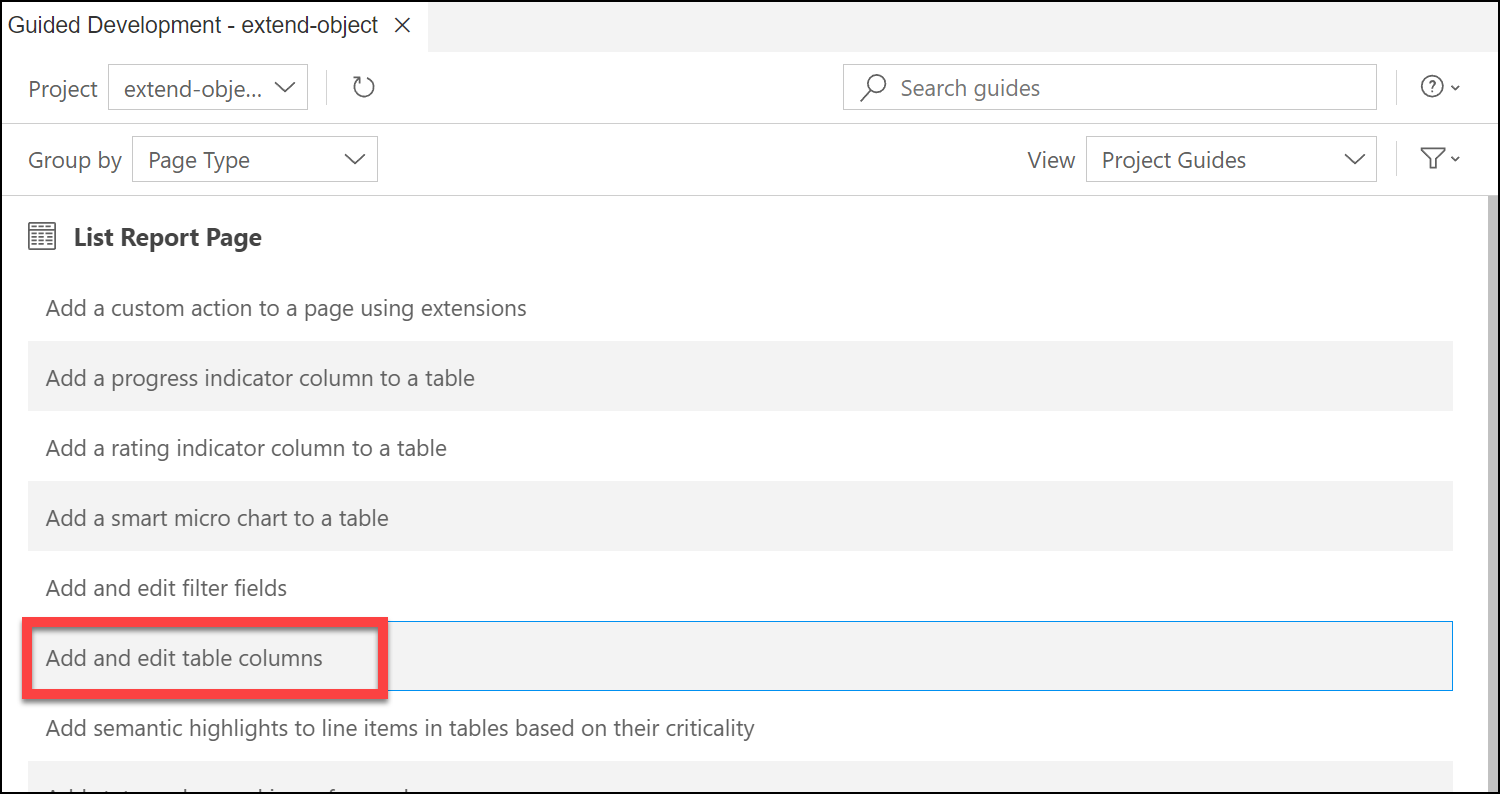 Guided Development - extend-object
Project extend-obje... Search guides
Group by Page Type View Project Guides
List Report Page
Add a custom action to a page using extensions
Add a progress indicator column to a table
Add a rating indicator column to a table
Add a smart micro chart to a table
Add and edit filter fields
Add and edit table columns
Add semantic highlights to line items in tables based on their criticality